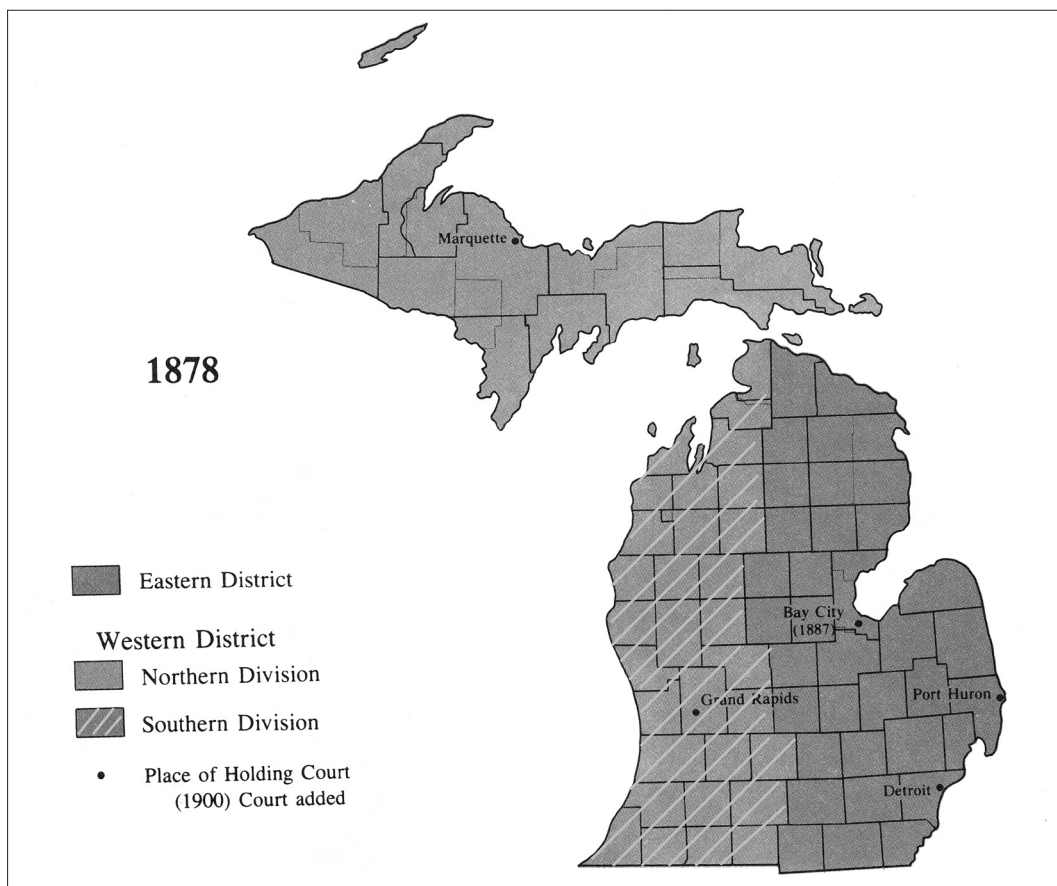 Marquette
1878
Eastern District
Western District
Northern Division
Southern Division
Place of Holding Court
(1900) Court added
Bay City
(1887)
Grand Rapids
Port Huron
Detroit